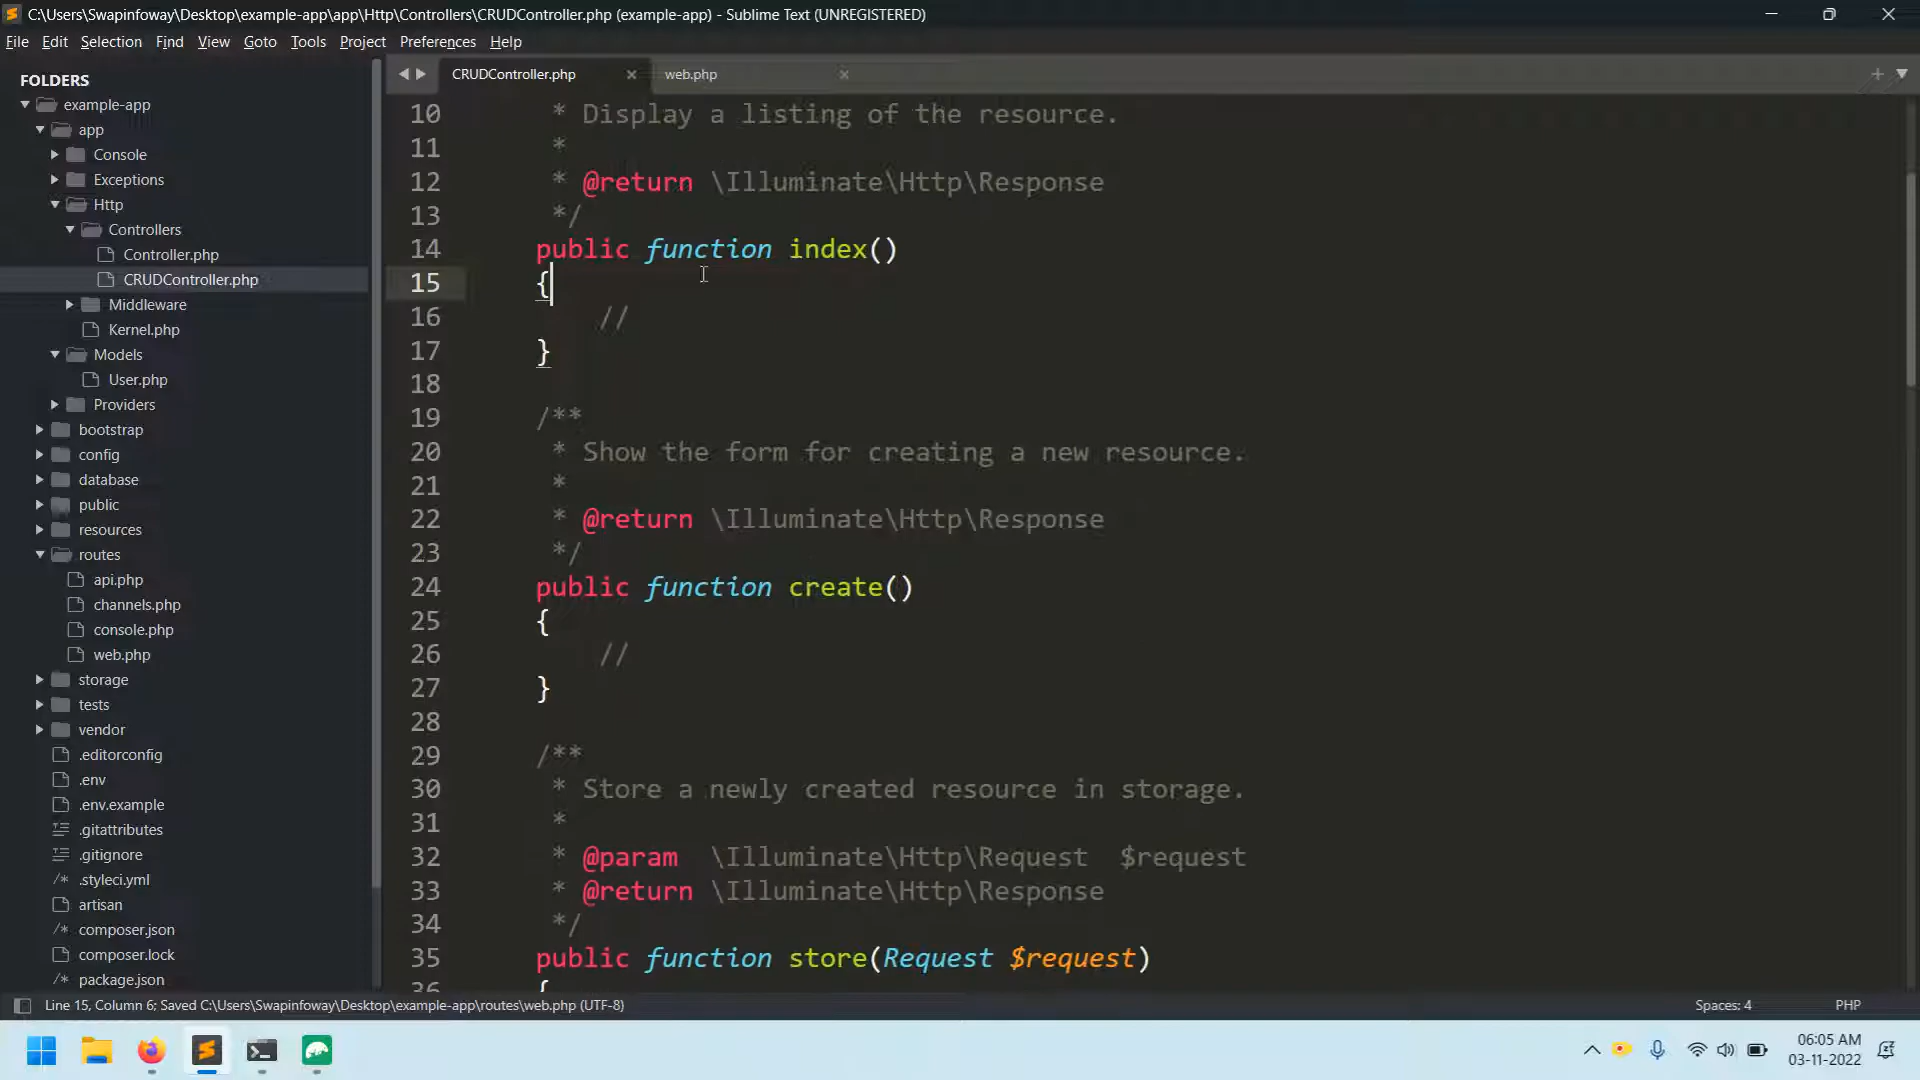 C:\Users\Swapinfoway\Desktop\example-app\app\Http\Controllers\CRUDController.php (example-app) - Sublime Text (UNREGISTERED)
File Edit Selection Find View Goto Tools Project Preferences Help
FOLDERS
example-app
app
Console
Exceptions
Http
Controllers
Controller.php
CRUDController.php
Middleware
Kernel.php
Models
User.php
Providers
bootstrap
config
database
public
resources
routes
api.php
channels.php
console.php
web.php
storage
tests
vendor
.editorconfig
.env
.env.example
.gitattributes
.gitignore
/* .styleci.yml
artisan
/* composer.json
composer.lock
/* package.json
CRUDController.php
web.php
10 * Display a listing of the resource.
11 *
12 * @return \Illuminate\Http\Response
13 */
14 public function index()
15 {
16 //
17 }
18
19 /**
20 * Show the form for creating a new resource.
21 *
22 * @return \Illuminate\Http\Response
23 */
24 public function create()
25 {
26 //
27 }
28
29 /**
30 * Store a newly created resource in storage.
31 *
32 * @param  \Illuminate\Http\Request  $request
33 * @return \Illuminate\Http\Response
34 */
35 public function store(Request $request)
36 {
Line 15, Column 6; Saved C:\Users\Swapinfoway\Desktop\example-app\routes\web.php (UTF-8)
Spaces: 4
PHP
06:05 AM
03-11-2022